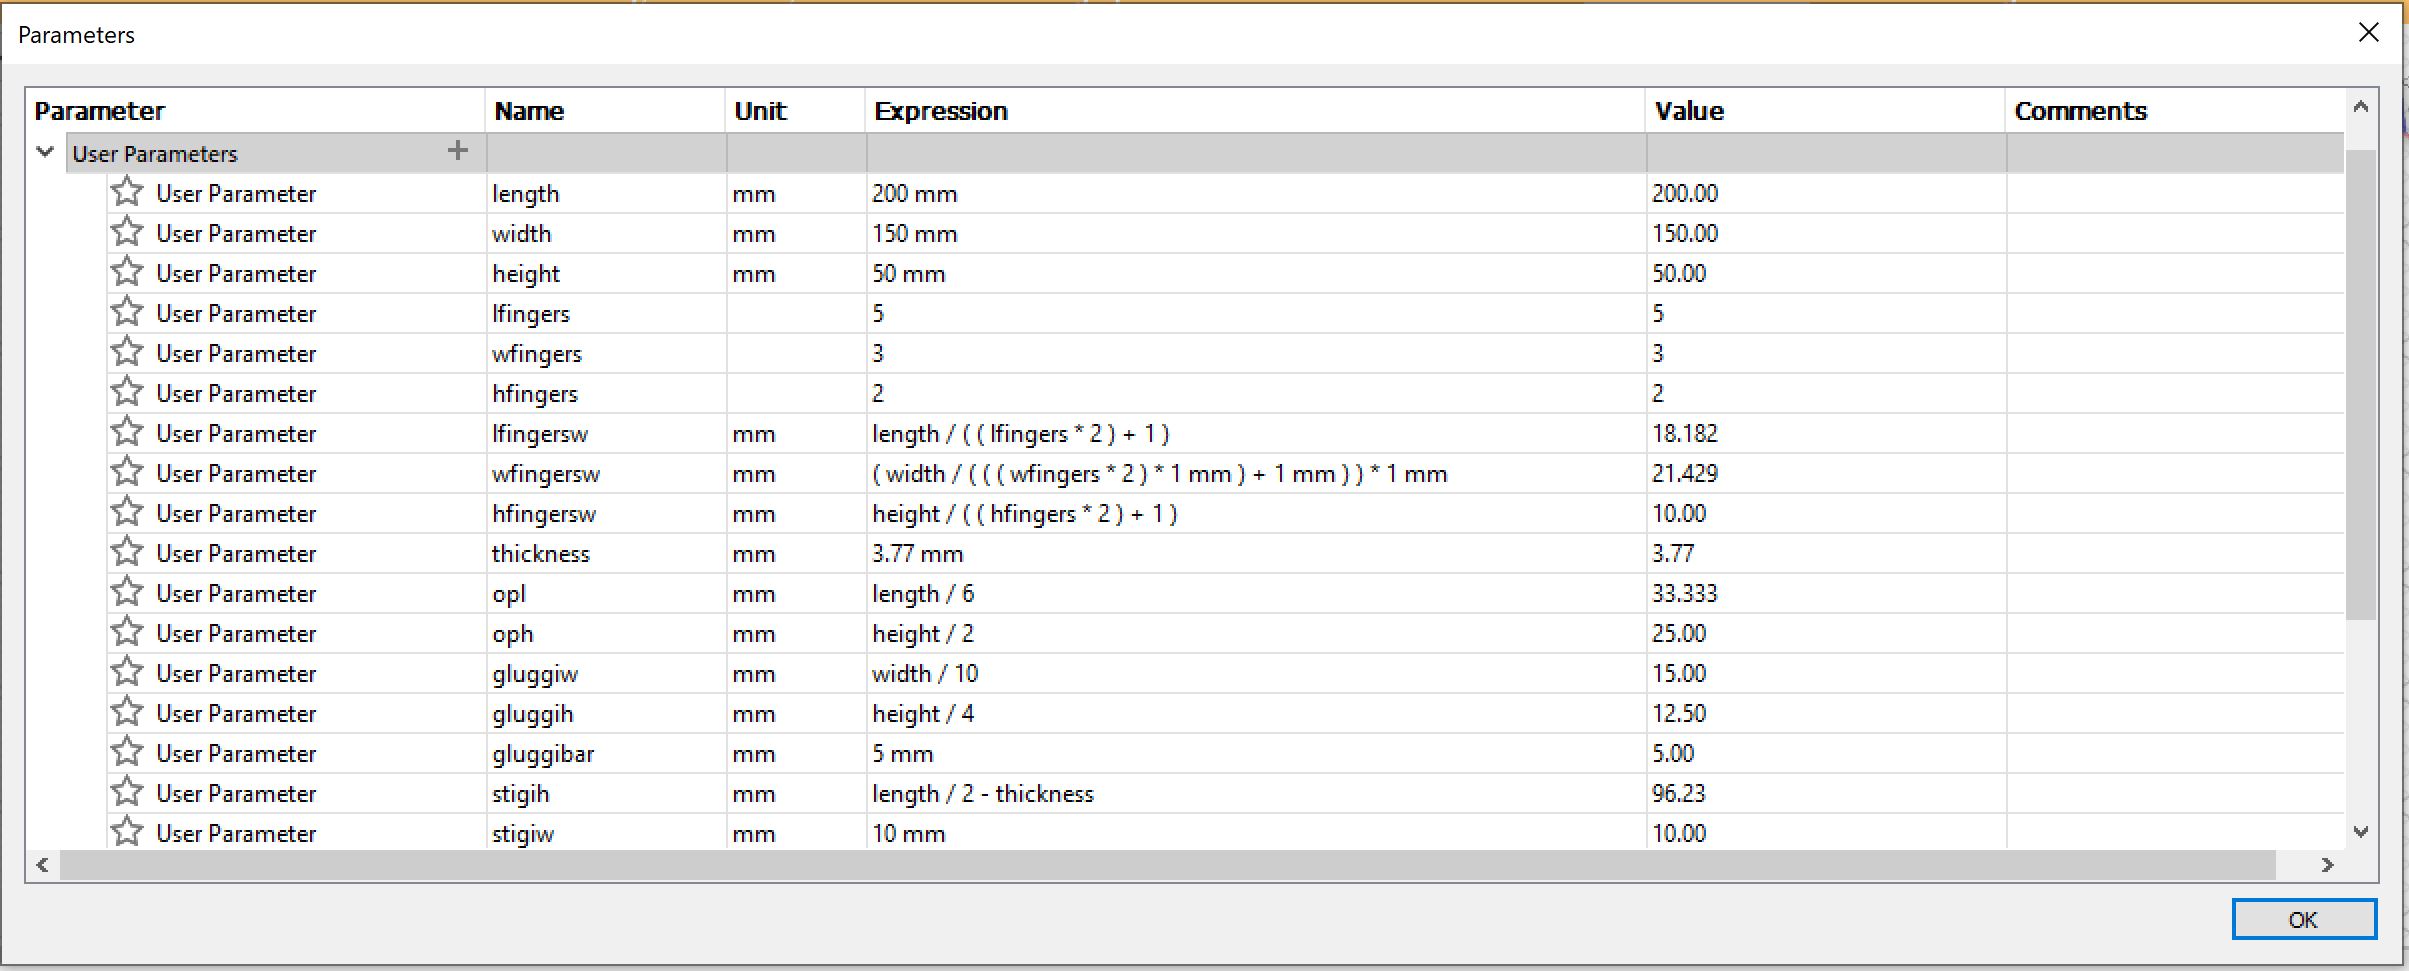 Parameters
Parameter Name Unit Expression Value Comments
User Parameters +
User Parameter length mm 200 mm 200.00
User Parameter width mm 150 mm 150.00
User Parameter height mm 50 mm 50.00
User Parameter lfingers 5 5
User Parameter wfingers 3 3
User Parameter hfingers 2 2
User Parameter lfingersw mm length / ( ( lfingers * 2 ) + 1 ) 18.182
User Parameter wfingersw mm ( width / ( ( ( wfingers * 2 ) * 1 mm ) + 1 mm ) ) * 1 mm 21.429
User Parameter hfingersw mm height / ( ( hfingers * 2 ) + 1 ) 10.00
User Parameter thickness mm 3.77 mm 3.77
User Parameter opl mm length / 6 33.333
User Parameter oph mm height / 2 25.00
User Parameter gluggiw mm width / 10 15.00
User Parameter gluggih mm height / 4 12.50
User Parameter gluggibar mm 5 mm 5.00
User Parameter stigih mm length / 2 - thickness 96.23
User Parameter stigiw mm 10 mm 10.00
OK